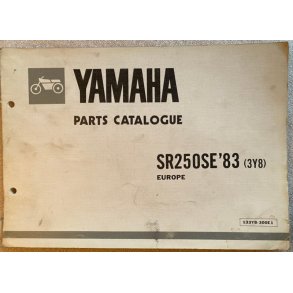 YAMAHA
PARTS CATALOGUE
SR250SE'83 (3Y8)
EUROPE